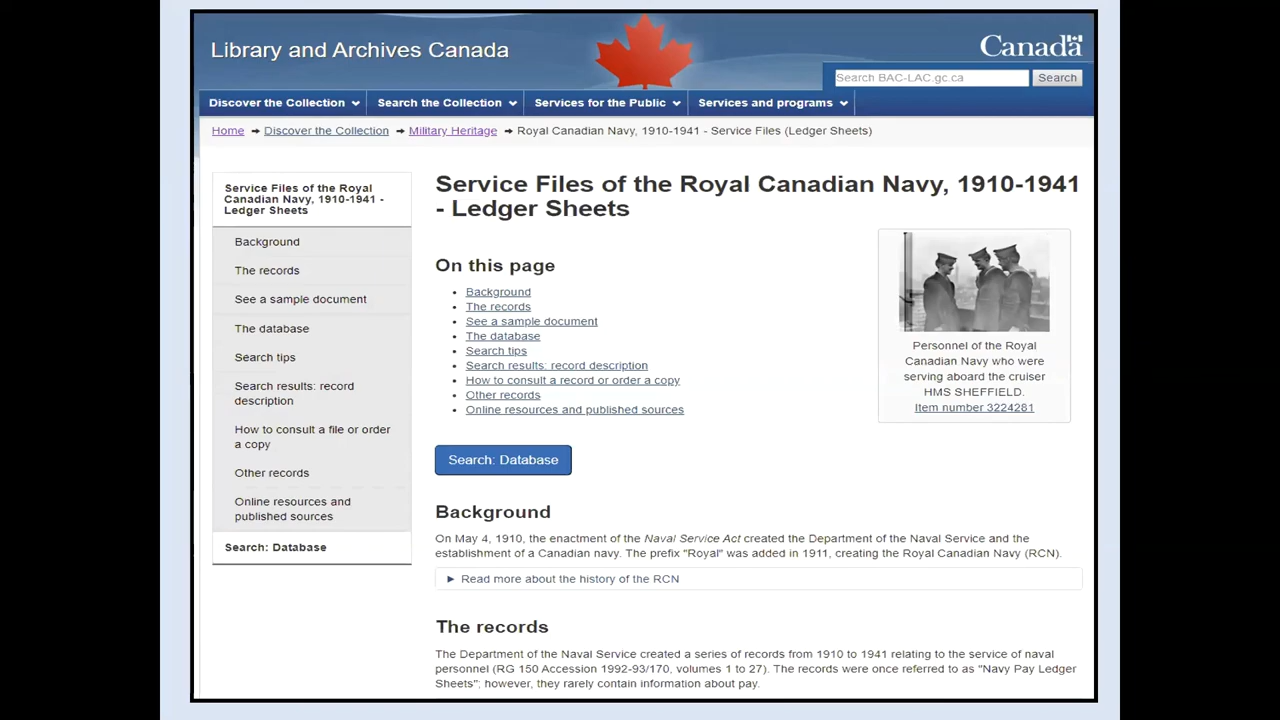 Library and Archives Canada
Canada
Search BAC-LAC.gc.ca
Search
Discover the Collection
Search the Collection
Services for the Public
Services and programs
Home → Discover the Collection → Military Heritage → Royal Canadian Navy, 1910-1941 - Service Files (Ledger Sheets)
Service Files of the Royal
Canadian Navy, 1910-1941 -
Ledger Sheets
Background
The records
See a sample document
The database
Search tips
Search results: record
description
How to consult a file or order
a copy
Other records
Online resources and
published sources
Search: Database
Service Files of the Royal Canadian Navy, 1910-1941
- Ledger Sheets
On this page
• Background
• The records
• See a sample document
• The database
• Search tips
• Search results: record description
• How to consult a record or order a copy
• Other records
• Online resources and published sources
Personnel of the Royal
Canadian Navy who were
serving aboard the cruiser
HMS SHEFFIELD.
Item number 3224281
Search: Database
Background
On May 4, 1910, the enactment of the Naval Service Act created the Department of the Naval Service and the
establishment of a Canadian navy. The prefix "Royal" was added in 1911, creating the Royal Canadian Navy (RCN).
► Read more about the history of the RCN
The records
The Department of the Naval Service created a series of records from 1910 to 1941 relating to the service of naval
personnel (RG 150 Accession 1992-93/170, volumes 1 to 27). The records were once referred to as "Navy Pay Ledger
Sheets"; however, they rarely contain information about pay.